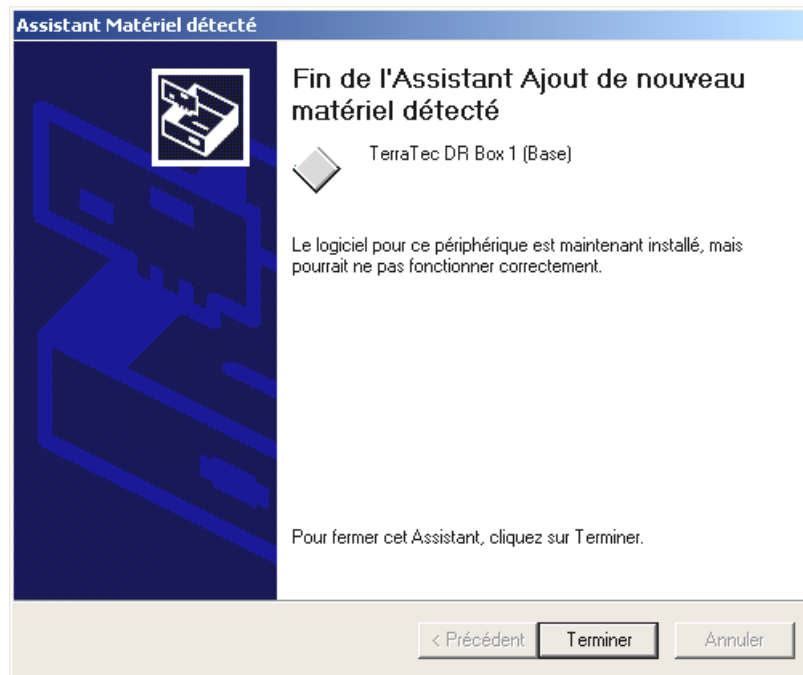 Assistant Matériel détecté
Fin de l'Assistant Ajout de nouveau
matériel détecté
TerraTec DR Box 1 (Base)
Le logiciel pour ce périphérique est maintenant installé, mais
pourrait ne pas fonctionner correctement.
Pour fermer cet Assistant, cliquez sur Terminer.
< Précédent
Terminer
Annuler